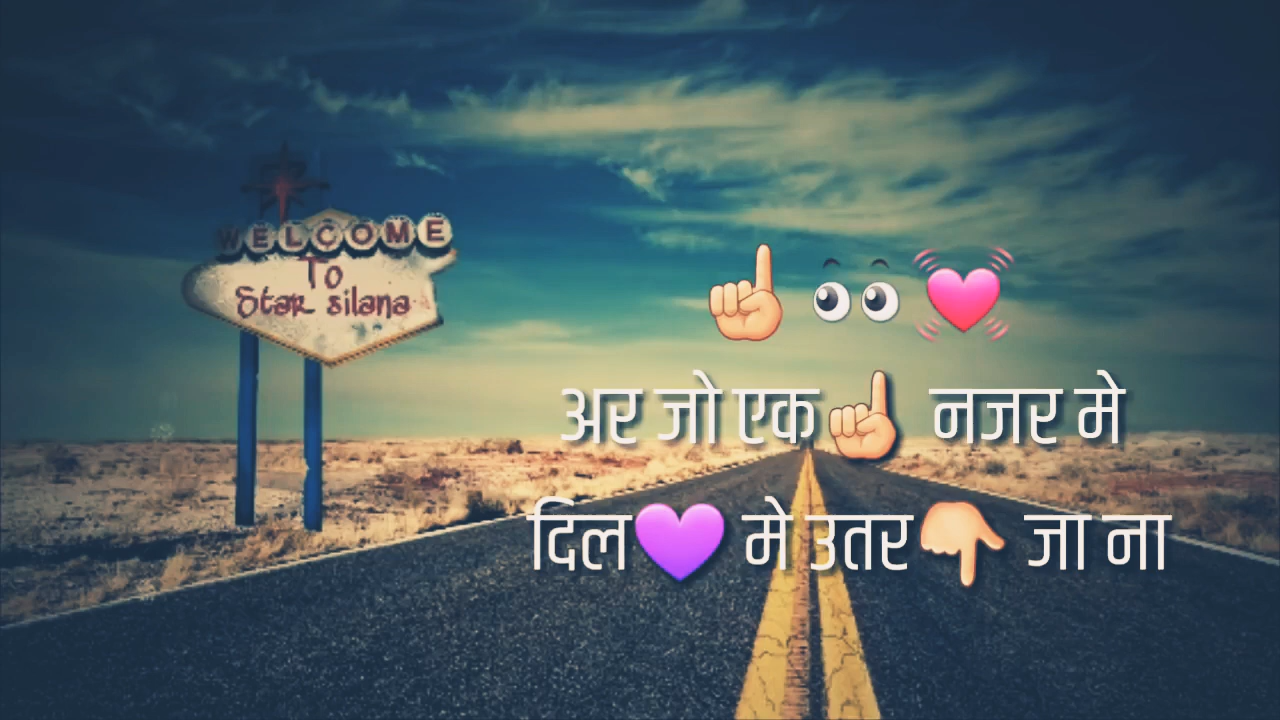 WELCOME
To
Star silana
☝👀💓
अर जो एक☝ नजर मे
दिल💜 मे उतर👇 जा ना